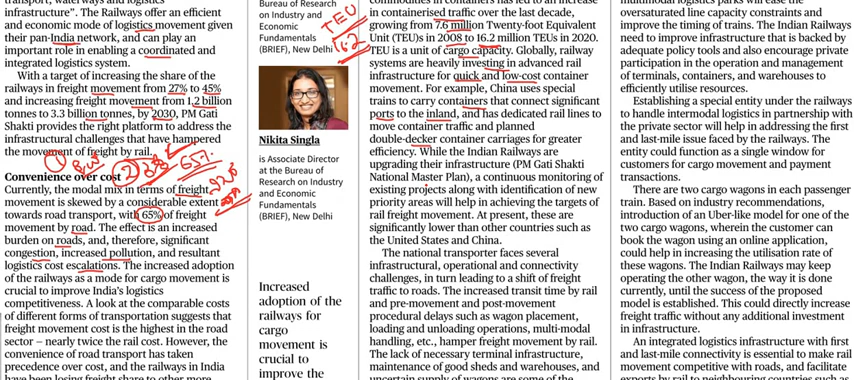 transport, waterways and logistics
infrastructure”. The Railways offer an efficient
and economic mode of logistics movement given
their pan-India network, and can play an
important role in enabling a coordinated and
integrated logistics system.
With a target of increasing the share of the
railways in freight movement from 27% to 45%
and increasing freight movement from 1.2 billion
tonnes to 3.3 billion tonnes, by 2030, PM Gati
Shakti provides the right platform to address the
infrastructural challenges that have hampered
the movement of freight by rail.
Convenience over cost
Currently, the modal mix in terms of freight
movement is skewed by a considerable extent
towards road transport, with 65% of freight
movement by road. The effect is an increased
burden on roads, and, therefore, significant
congestion, increased pollution, and resultant
logistics cost escalations. The increased adoption
of the railways as a mode for cargo movement is
crucial to improve India’s logistics
competitiveness. A look at the comparable costs
of different forms of transportation suggests that
freight movement cost is the highest in the road
sector — nearly twice the rail cost. However, the
convenience of road transport has taken
precedence over cost, and the railways in India
have been losing freight share to other more
Bureau of Research
on Industry and
Economic
Fundamentals
(BRIEF), New Delhi
TEU
16.2
Nikita Singla
is Associate Director
at the Bureau of
Research on Industry
and Economic
Fundamentals
(BRIEF), New Delhi
Increased
adoption of the
railways for
cargo
movement is
crucial to
improve the
commodities in containers has led to an increase
in containerised traffic over the last decade,
growing from 7.6 million Twenty-foot Equivalent
Unit (TEU)s in 2008 to 16.2 million TEUs in 2020.
TEU is a unit of cargo capacity. Globally, railway
systems are heavily investing in advanced rail
infrastructure for quick and low-cost container
movement. For example, China uses special
trains to carry containers that connect significant
ports to the inland, and has dedicated rail lines to
move container traffic and planned
double-decker container carriages for greater
efficiency. While the Indian Railways are
upgrading their infrastructure (PM Gati Shakti
National Master Plan), a continuous monitoring of
existing projects along with identification of new
priority areas will help in achieving the targets of
rail freight movement. At present, these are
significantly lower than other countries such as
the United States and China.
The national transporter faces several
infrastructural, operational and connectivity
challenges, in turn leading to a shift of freight
traffic to roads. The increased transit time by rail
and pre-movement and post-movement
procedural delays such as wagon placement,
loading and unloading operations, multi-modal
handling, etc., hamper freight movement by rail.
The lack of necessary terminal infrastructure,
maintenance of good sheds and warehouses, and
uncertain supply of wagons are some of the
multimodal logistics parks will ease the
oversaturated line capacity constraints and
improve the timing of trains. The Indian Railways
need to improve infrastructure that is backed by
adequate policy tools and also encourage private
participation in the operation and management
of terminals, containers, and warehouses to
efficiently utilise resources.
Establishing a special entity under the railways
to handle intermodal logistics in partnership with
the private sector will help in addressing the first
and last-mile issue faced by the railways. The
entity could function as a single window for
customers for cargo movement and payment
transactions.
There are two cargo wagons in each passenger
train. Based on industry recommendations,
introduction of an Uber-like model for one of the
two cargo wagons, wherein the customer can
book the wagon using an online application,
could help in increasing the utilisation rate of
these wagons. The Indian Railways may keep
operating the other wagon, the way it is done
currently, until the success of the proposed
model is established. This could directly increase
freight traffic without any additional investment
in infrastructure.
An integrated logistics infrastructure with first
and last-mile connectivity is essential to make rail
movement competitive with roads, and facilitate
exports by rail to neighbouring countries such as